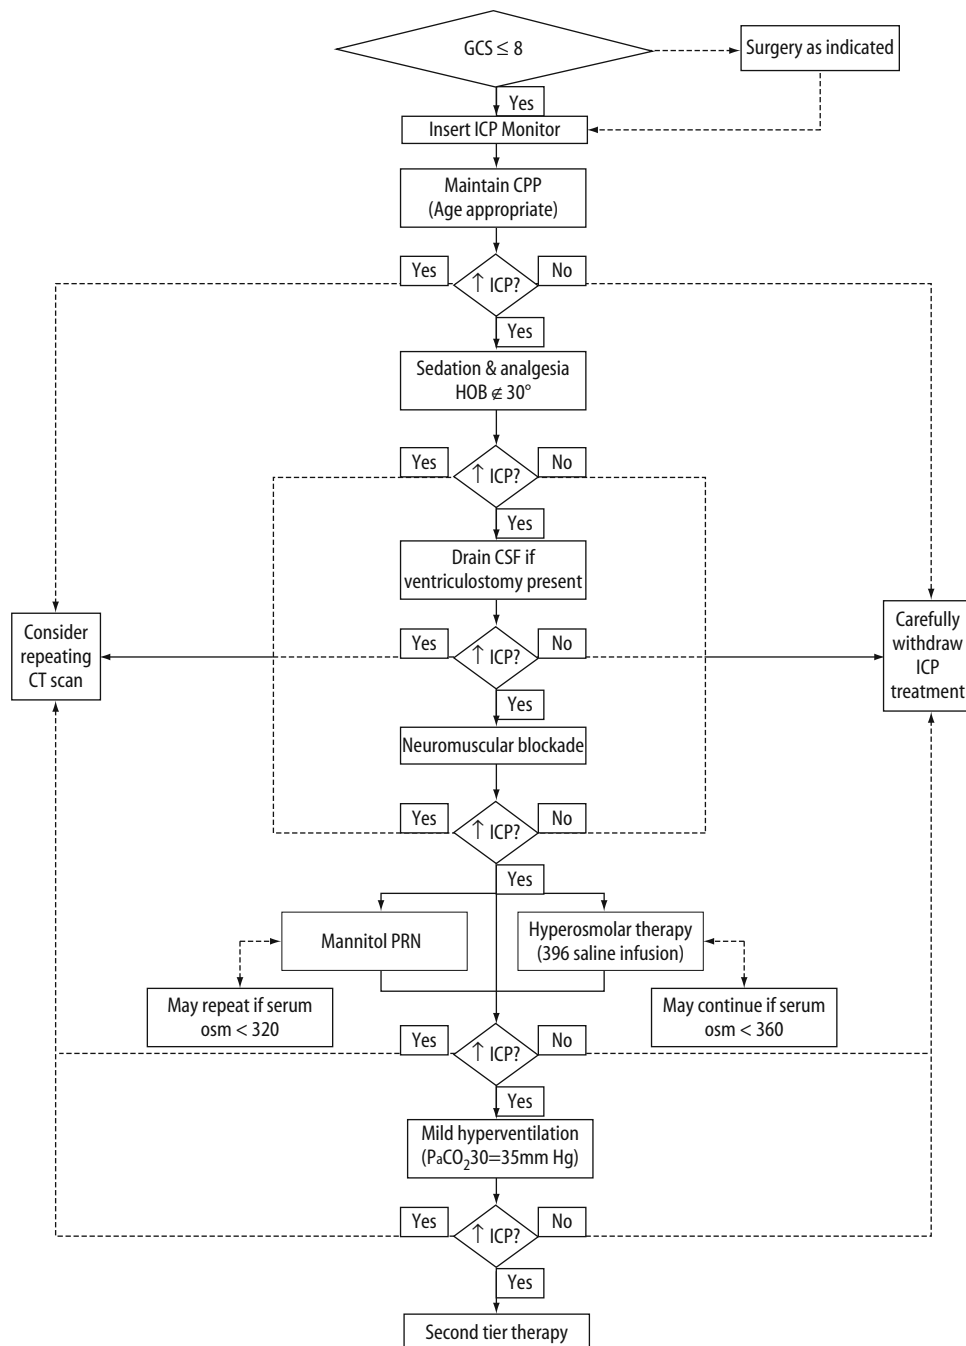 GCS ≤ 8
Surgery as indicated
Yes
Insert ICP Monitor
Maintain CPP
(Age appropriate)
Yes
↑ ICP?
No
Yes
Sedation & analgesia
HOB ∉ 30°
Yes
↑ ICP?
No
Yes
Drain CSF if
ventriculostomy present
Consider
repeating
CT scan
Yes
↑ ICP?
No
Carefully
withdraw
ICP
treatment
Yes
Neuromuscular blockade
Yes
↑ ICP?
No
Yes
Mannitol PRN
Hyperosmolar therapy
(396 saline infusion)
May repeat if serum
osm < 320
May continue if serum
osm < 360
Yes
↑ ICP?
No
Yes
Mild hyperventilation
(PaCO₂30=35mm Hg)
Yes
↑ ICP?
No
Yes
Second tier therapy